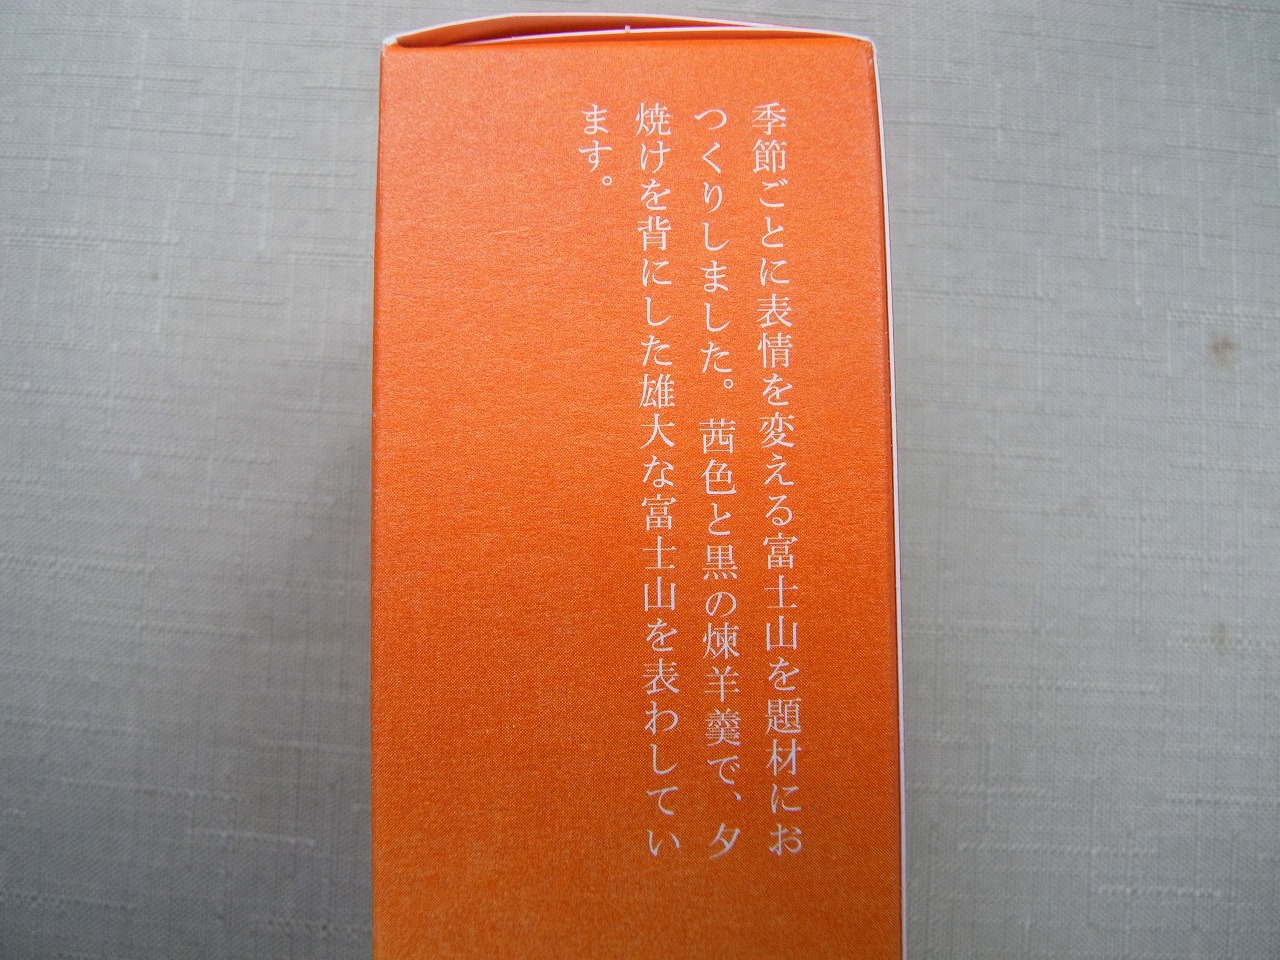 季節ごとに表情を変える富士山を題材にお
つくりしました。茜色と黒の煉羊羹で、夕
焼けを背にした雄大な富士山を表わしてい
ます。